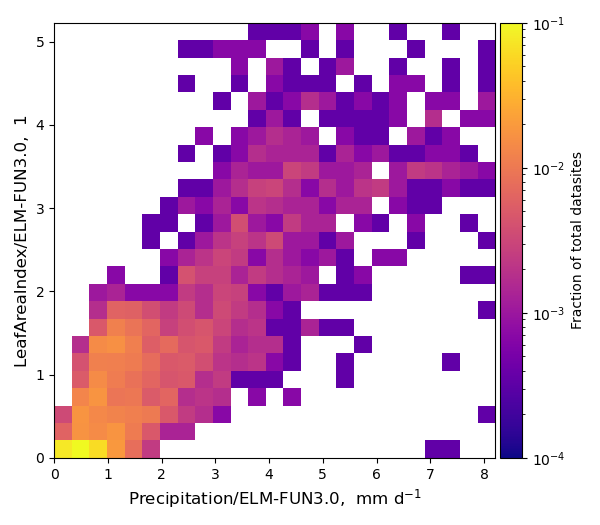 LeafAreaIndex/ELM-FUN3.0,  1
5
4
3
2
1
0
0 1 2 3 4 5 6 7 8
Precipitation/ELM-FUN3.0,  mm d⁻¹
10⁻¹
10⁻²
10⁻³
10⁻⁴
Fraction of total datasites